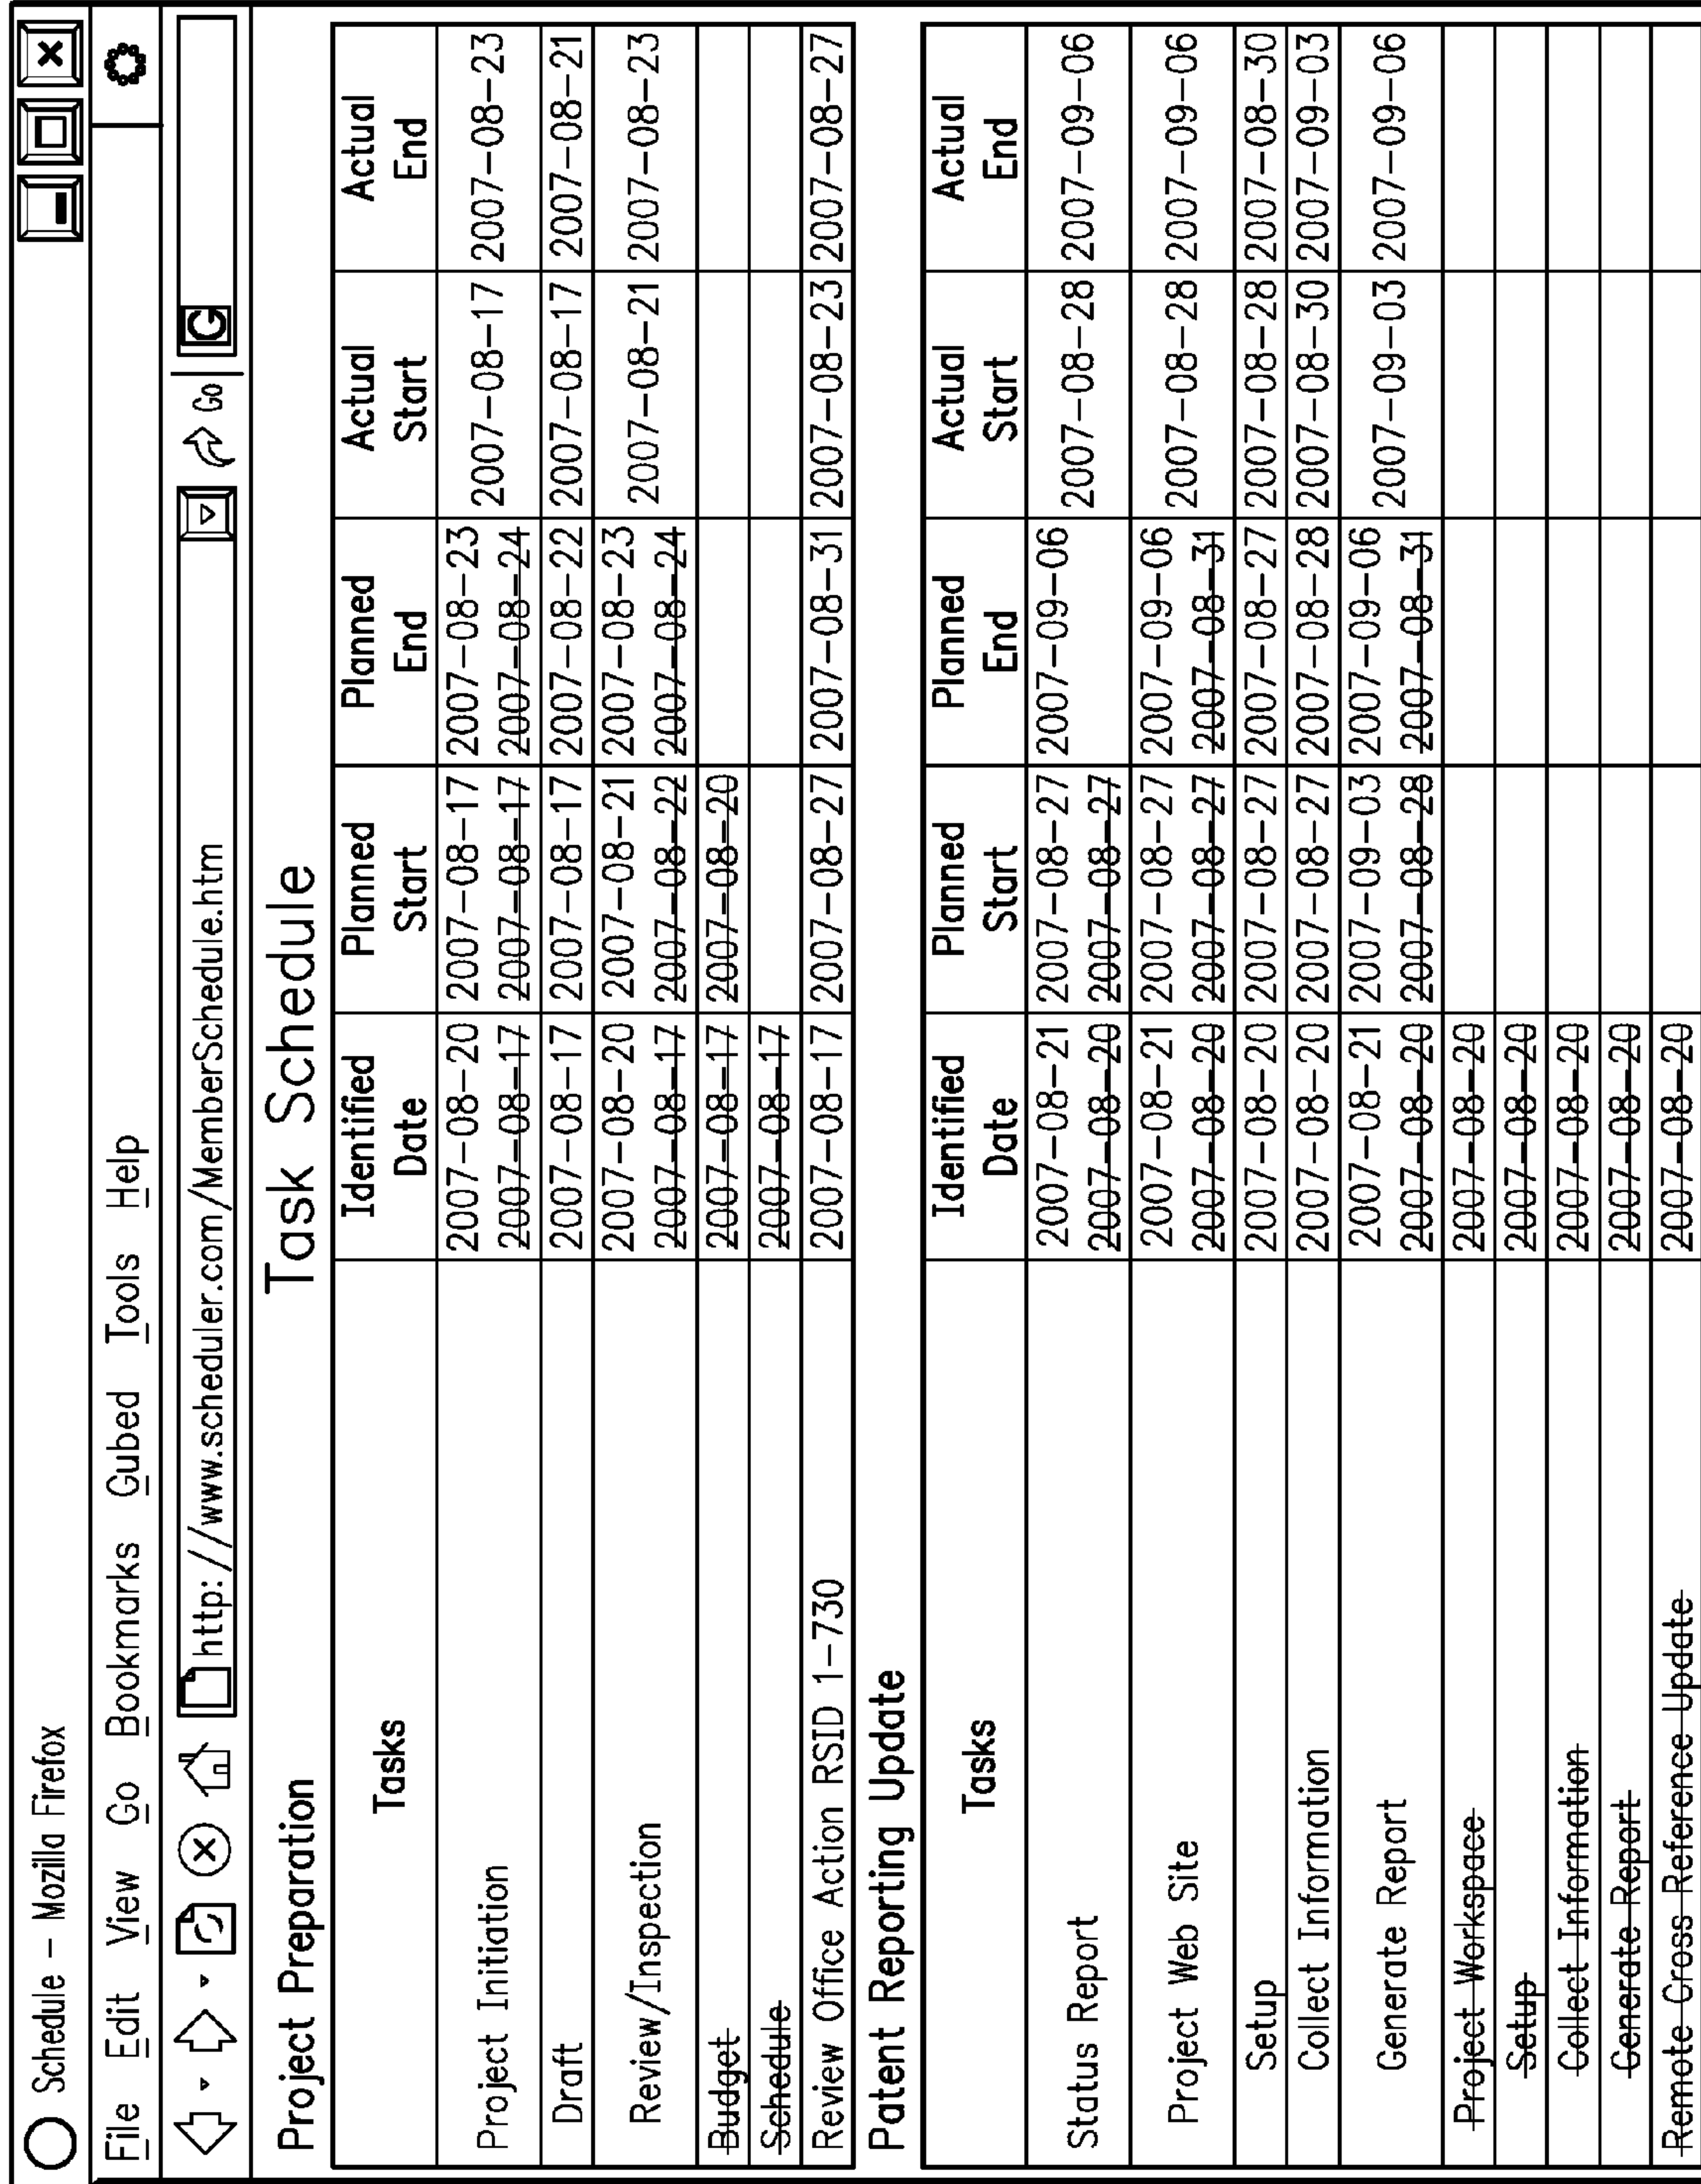 Schedule – Mozilla Firefox
File Edit View Go Bookmarks Gubed Tools Help
http://www.scheduler.com/MemberSchedule.htm Go G
Task Schedule
Project Preparation
Tasks Identified Date Planned Start Planned End Actual Start Actual End
Project Initiation 2007-08-20 2007-08-17 2007-08-23 2007-08-17 2007-08-23
2007-08-17 2007-08-17 2007-08-24
Draft 2007-08-17 2007-08-17 2007-08-22 2007-08-17 2007-08-21
Review/Inspection 2007-08-20 2007-08-21 2007-08-23 2007-08-21 2007-08-23
2007-08-17 2007-08-22 2007-08-24
Budget 2007-08-17 2007-08-20
Schedule 2007-08-17
Review Office Action RSID 1-730 2007-08-17 2007-08-27 2007-08-31 2007-08-23 2007-08-27
Patent Reporting Update
Tasks Identified Date Planned Start Planned End Actual Start Actual End
Status Report 2007-08-21 2007-08-27 2007-09-06 2007-08-28 2007-09-06
2007-08-20 2007-08-27
Project Web Site 2007-08-21 2007-08-27 2007-09-06 2007-08-28 2007-09-06
2007-08-20 2007-08-27 2007-08-31
Setup 2007-08-20 2007-08-27 2007-08-27 2007-08-28 2007-08-30
Collect Information 2007-08-20 2007-08-27 2007-08-28 2007-08-30 2007-09-03
Generate Report 2007-08-21 2007-09-03 2007-09-06 2007-09-03 2007-09-06
2007-08-20 2007-08-28 2007-08-31
Project Workspace 2007-08-20
Setup 2007-08-20
Collect Information 2007-08-20
Generate Report 2007-08-20
Remote Cross Reference Update 2007-08-20